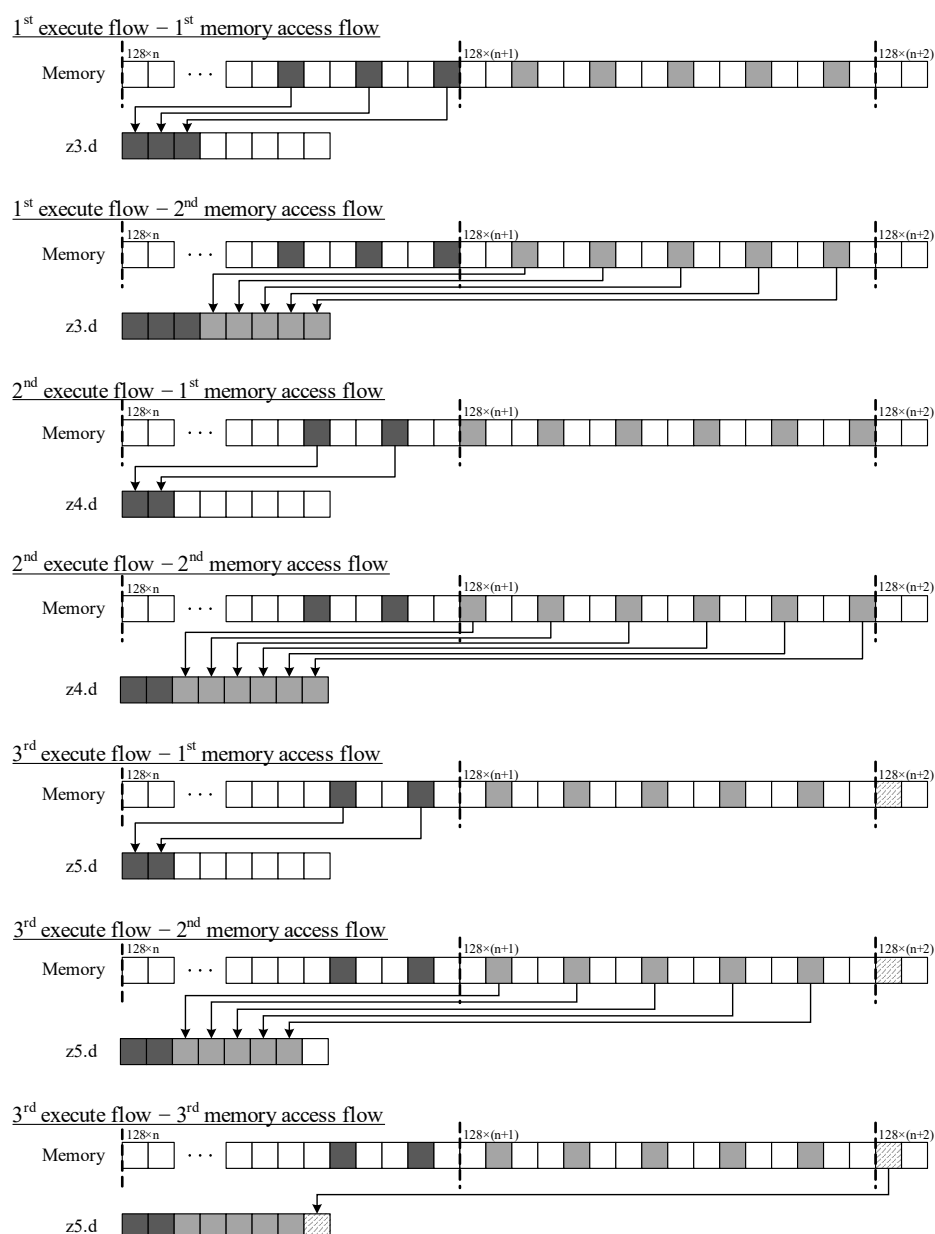 1st execute flow − 1st memory access flow
128×n 128×(n+1) 128×(n+2)
Memory · · ·
z3.d
1st execute flow − 2nd memory access flow
128×n 128×(n+1) 128×(n+2)
Memory · · ·
z3.d
2nd execute flow − 1st memory access flow
128×n 128×(n+1) 128×(n+2)
Memory · · ·
z4.d
2nd execute flow − 2nd memory access flow
128×n 128×(n+1) 128×(n+2)
Memory · · ·
z4.d
3rd execute flow − 1st memory access flow
128×n 128×(n+1) 128×(n+2)
Memory · · ·
z5.d
3rd execute flow − 2nd memory access flow
128×n 128×(n+1) 128×(n+2)
Memory · · ·
z5.d
3rd execute flow − 3rd memory access flow
128×n 128×(n+1) 128×(n+2)
Memory · · ·
z5.d